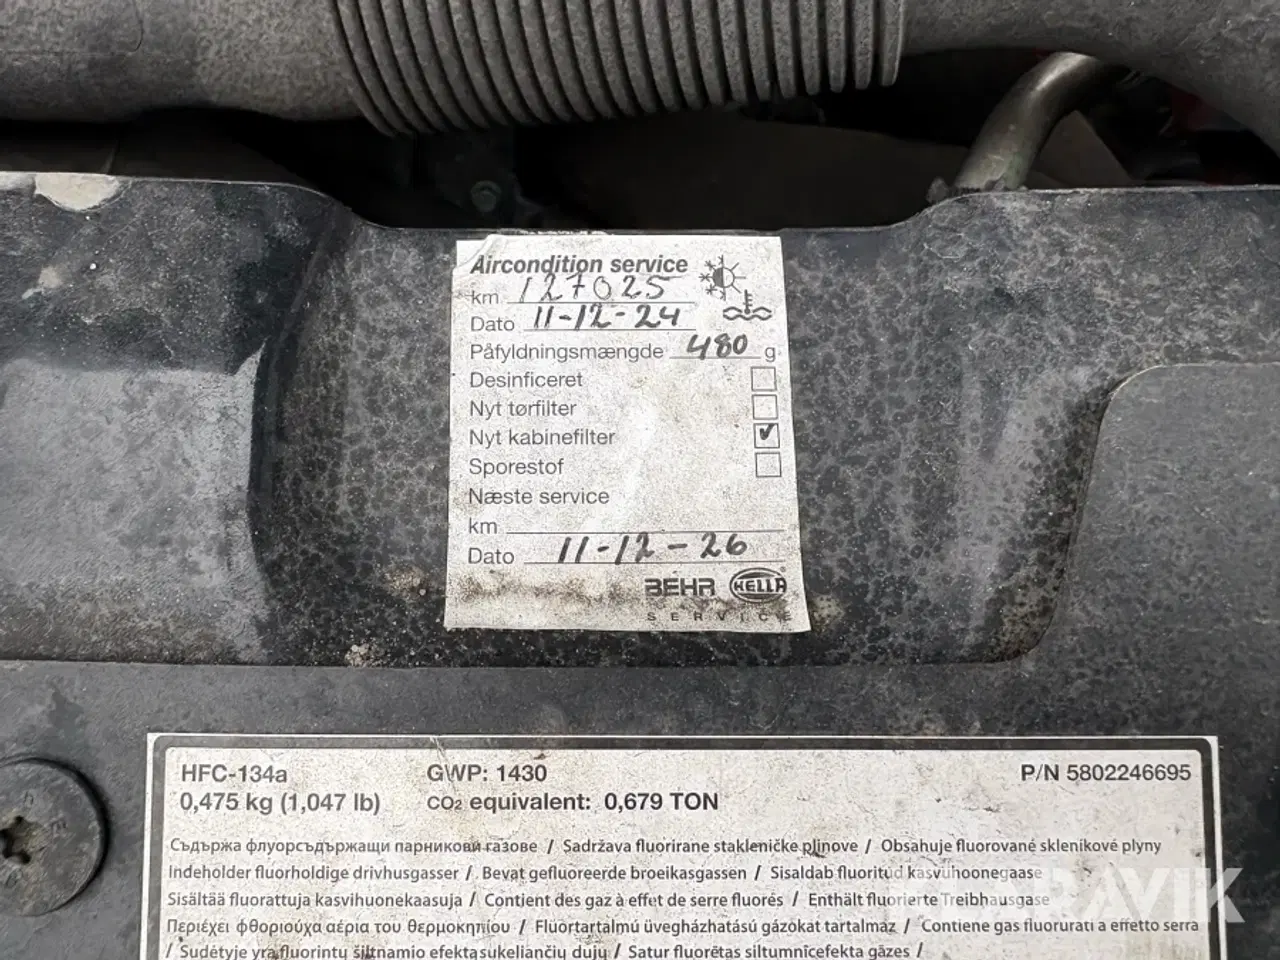 Aircondition service
km 127025
Dato 11-12-24
Påfyldningsmængde 480 g
Desinficeret
Nyt tørfilter
Nyt kabinefilter ✔
Sporestof
Næste service
km
Dato 11-12-26
BEHR HELLA
SERVICE
HFC-134a GWP: 1430 P/N 5802246695
0,475 kg (1,047 lb) CO2 equivalent: 0,679 TON
Съдържа флуорсъдържащи парникови газове / Sadržava fluorirane stakleničke plinove / Obsahuje fluorované skleníkové plyny
Indeholder fluorholdige drivhusgasser / Bevat gefluoreerde broeikasgassen / Sisaldab fluoritud kasvuhoonegaase
Sisältää fluorattuja kasvihuonekaasuja / Contient des gaz à effet de serre fluorés / Enthält fluorierte Treibhausgase
Περιέχει φθοριούχα αέρια του θερμοκηπίου / Fluortartalmú üvegházhatású gázokat tartalmaz / Contiene gas fluorurati a effetto serra
/ Sudėtyje yra fluorintų šiltnamio efektą sukeliančių dujų / Satur fluorētas siltumnīcefekta gāzes /
KLARAVIK